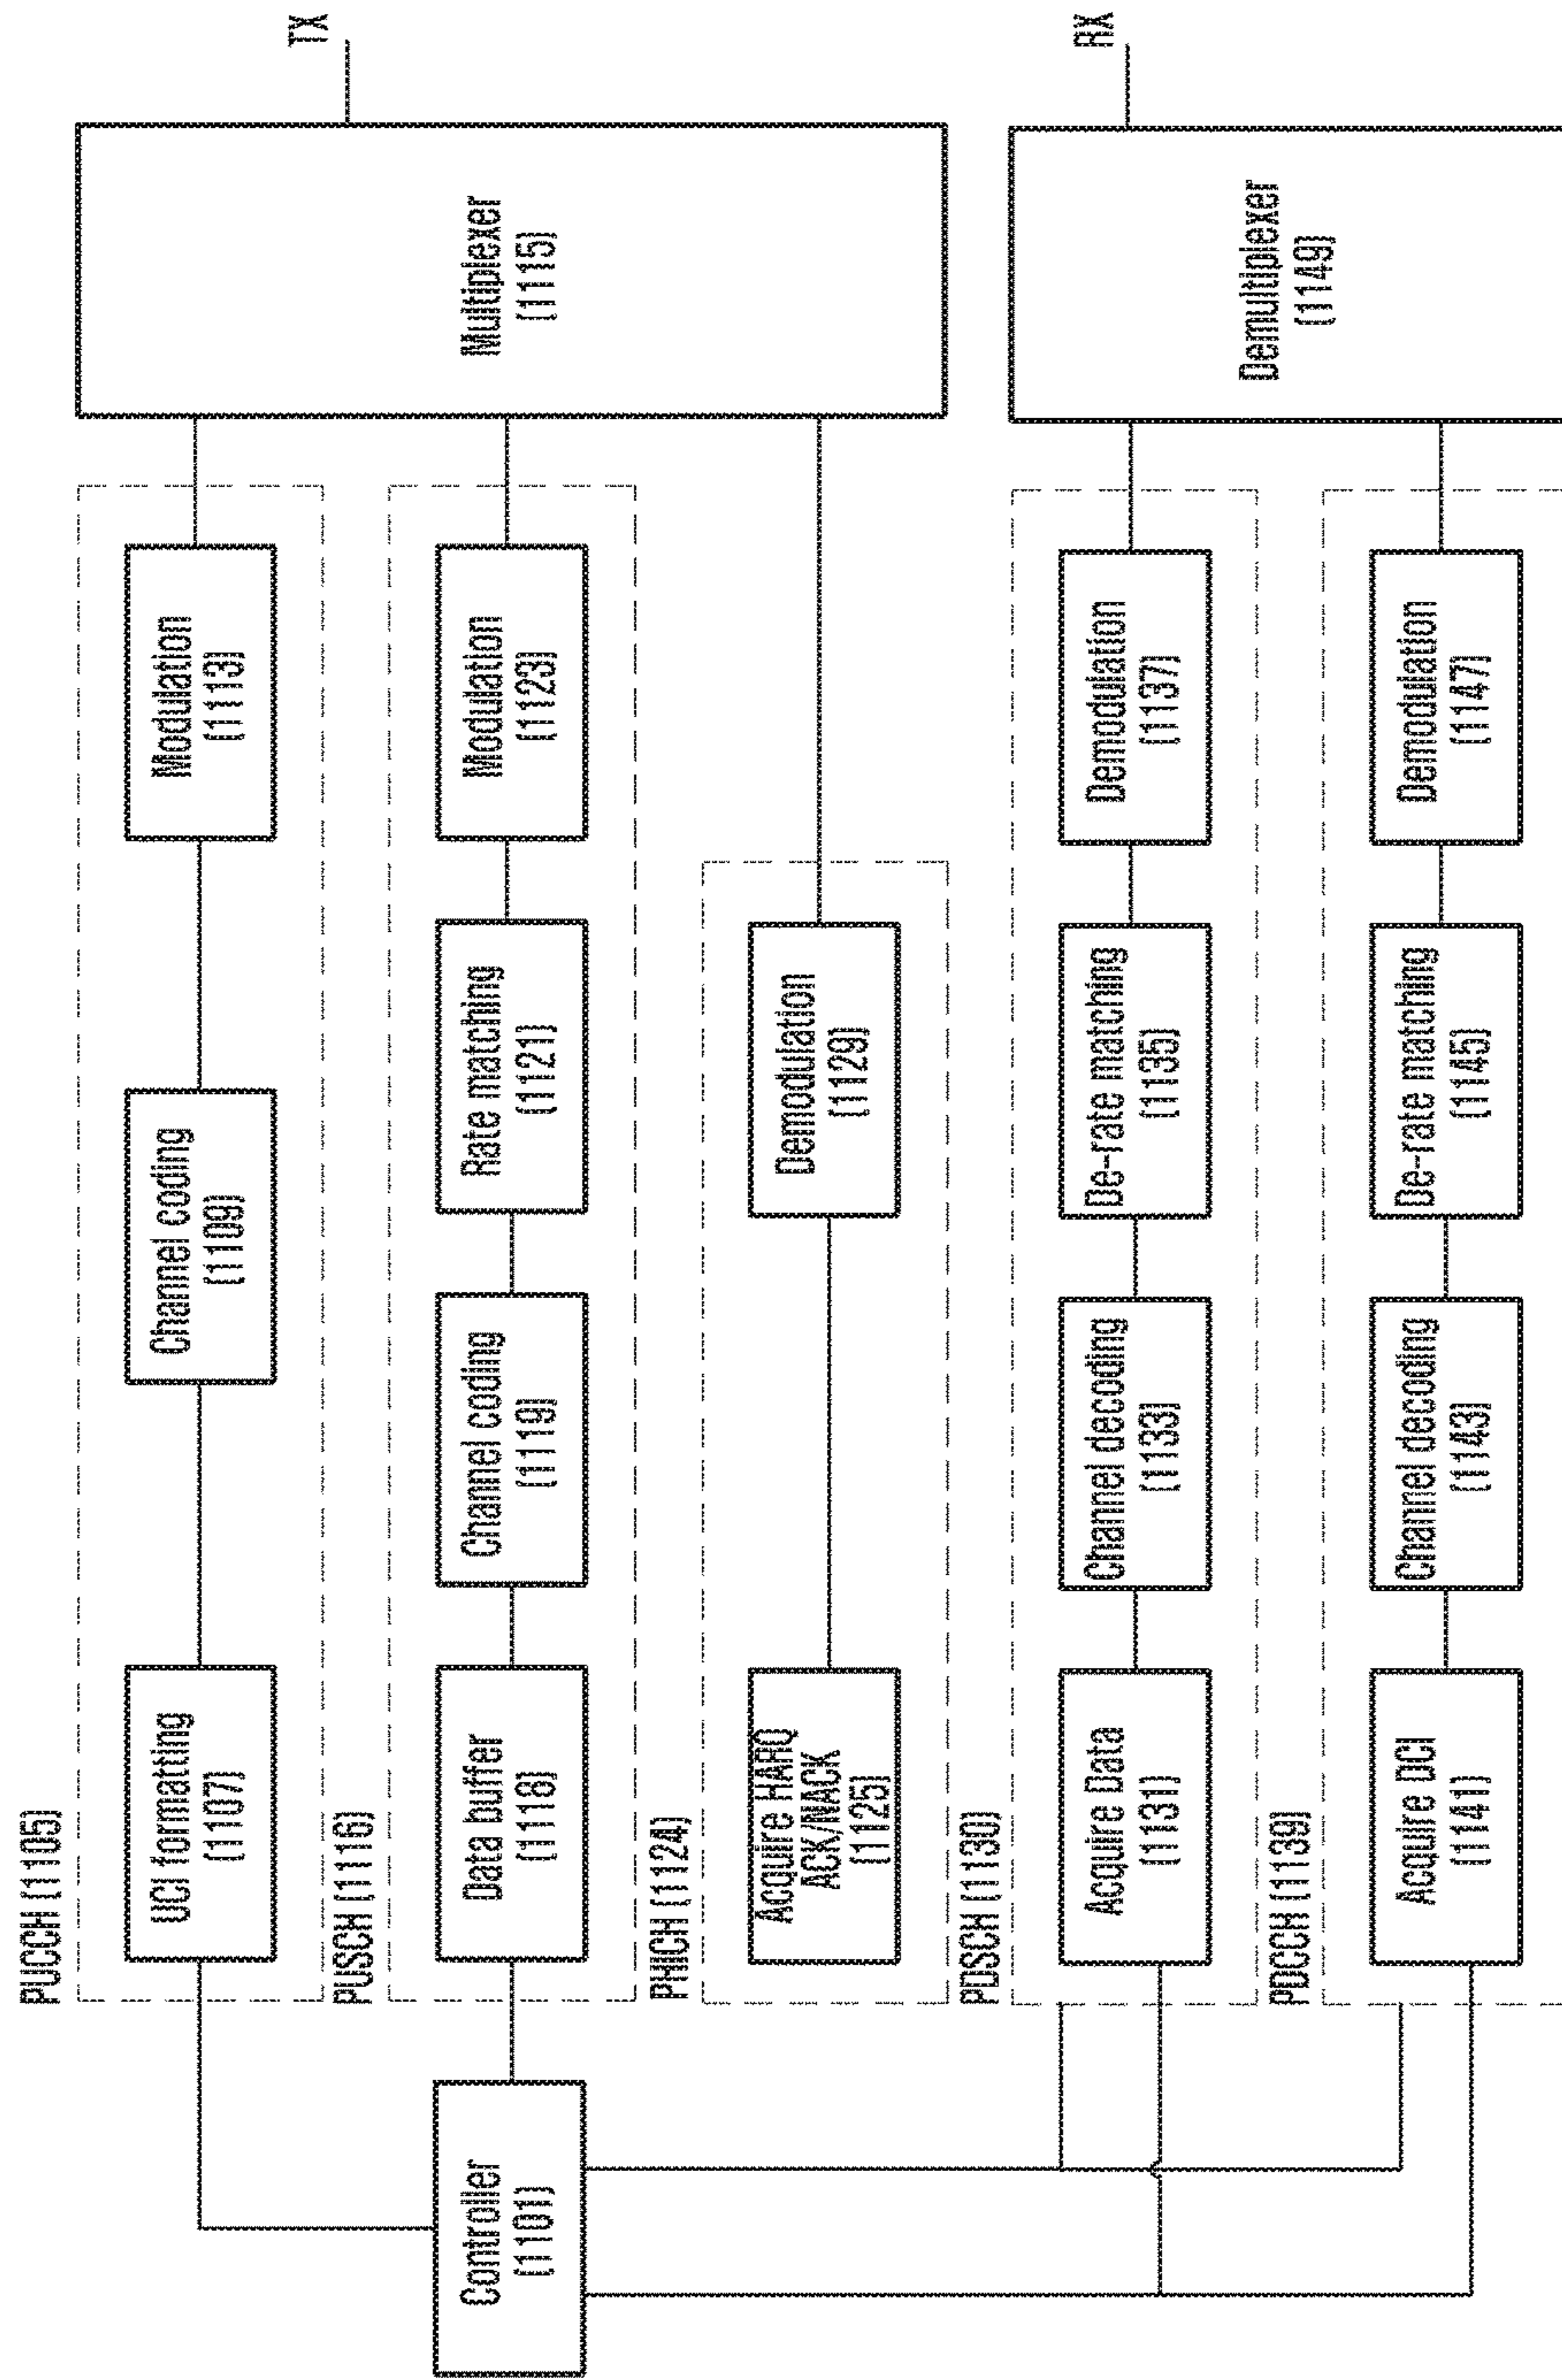 PUCCH (1105)
UCI formatting
(1107)
Channel coding
(1109)
Modulation
(1113)
PUSCH (1116)
Controller
(1101)
Data buffer
(1118)
Channel coding
(1119)
Rate matching
(1121)
Modulation
(1123)
Multiplexer
(1115)
TX
PHICH (1124)
Acquire HARQ
ACK/NACK
(1125)
Demodulation
(1129)
PDSCH (1130)
Acquire Data
(1131)
Channel decoding
(1133)
De-rate matching
(1135)
Demodulation
(1137)
RX
Demultiplexer
(1149)
PDCCH (1139)
Acquire DCI
(1141)
Channel decoding
(1143)
De-rate matching
(1145)
Demodulation
(1147)